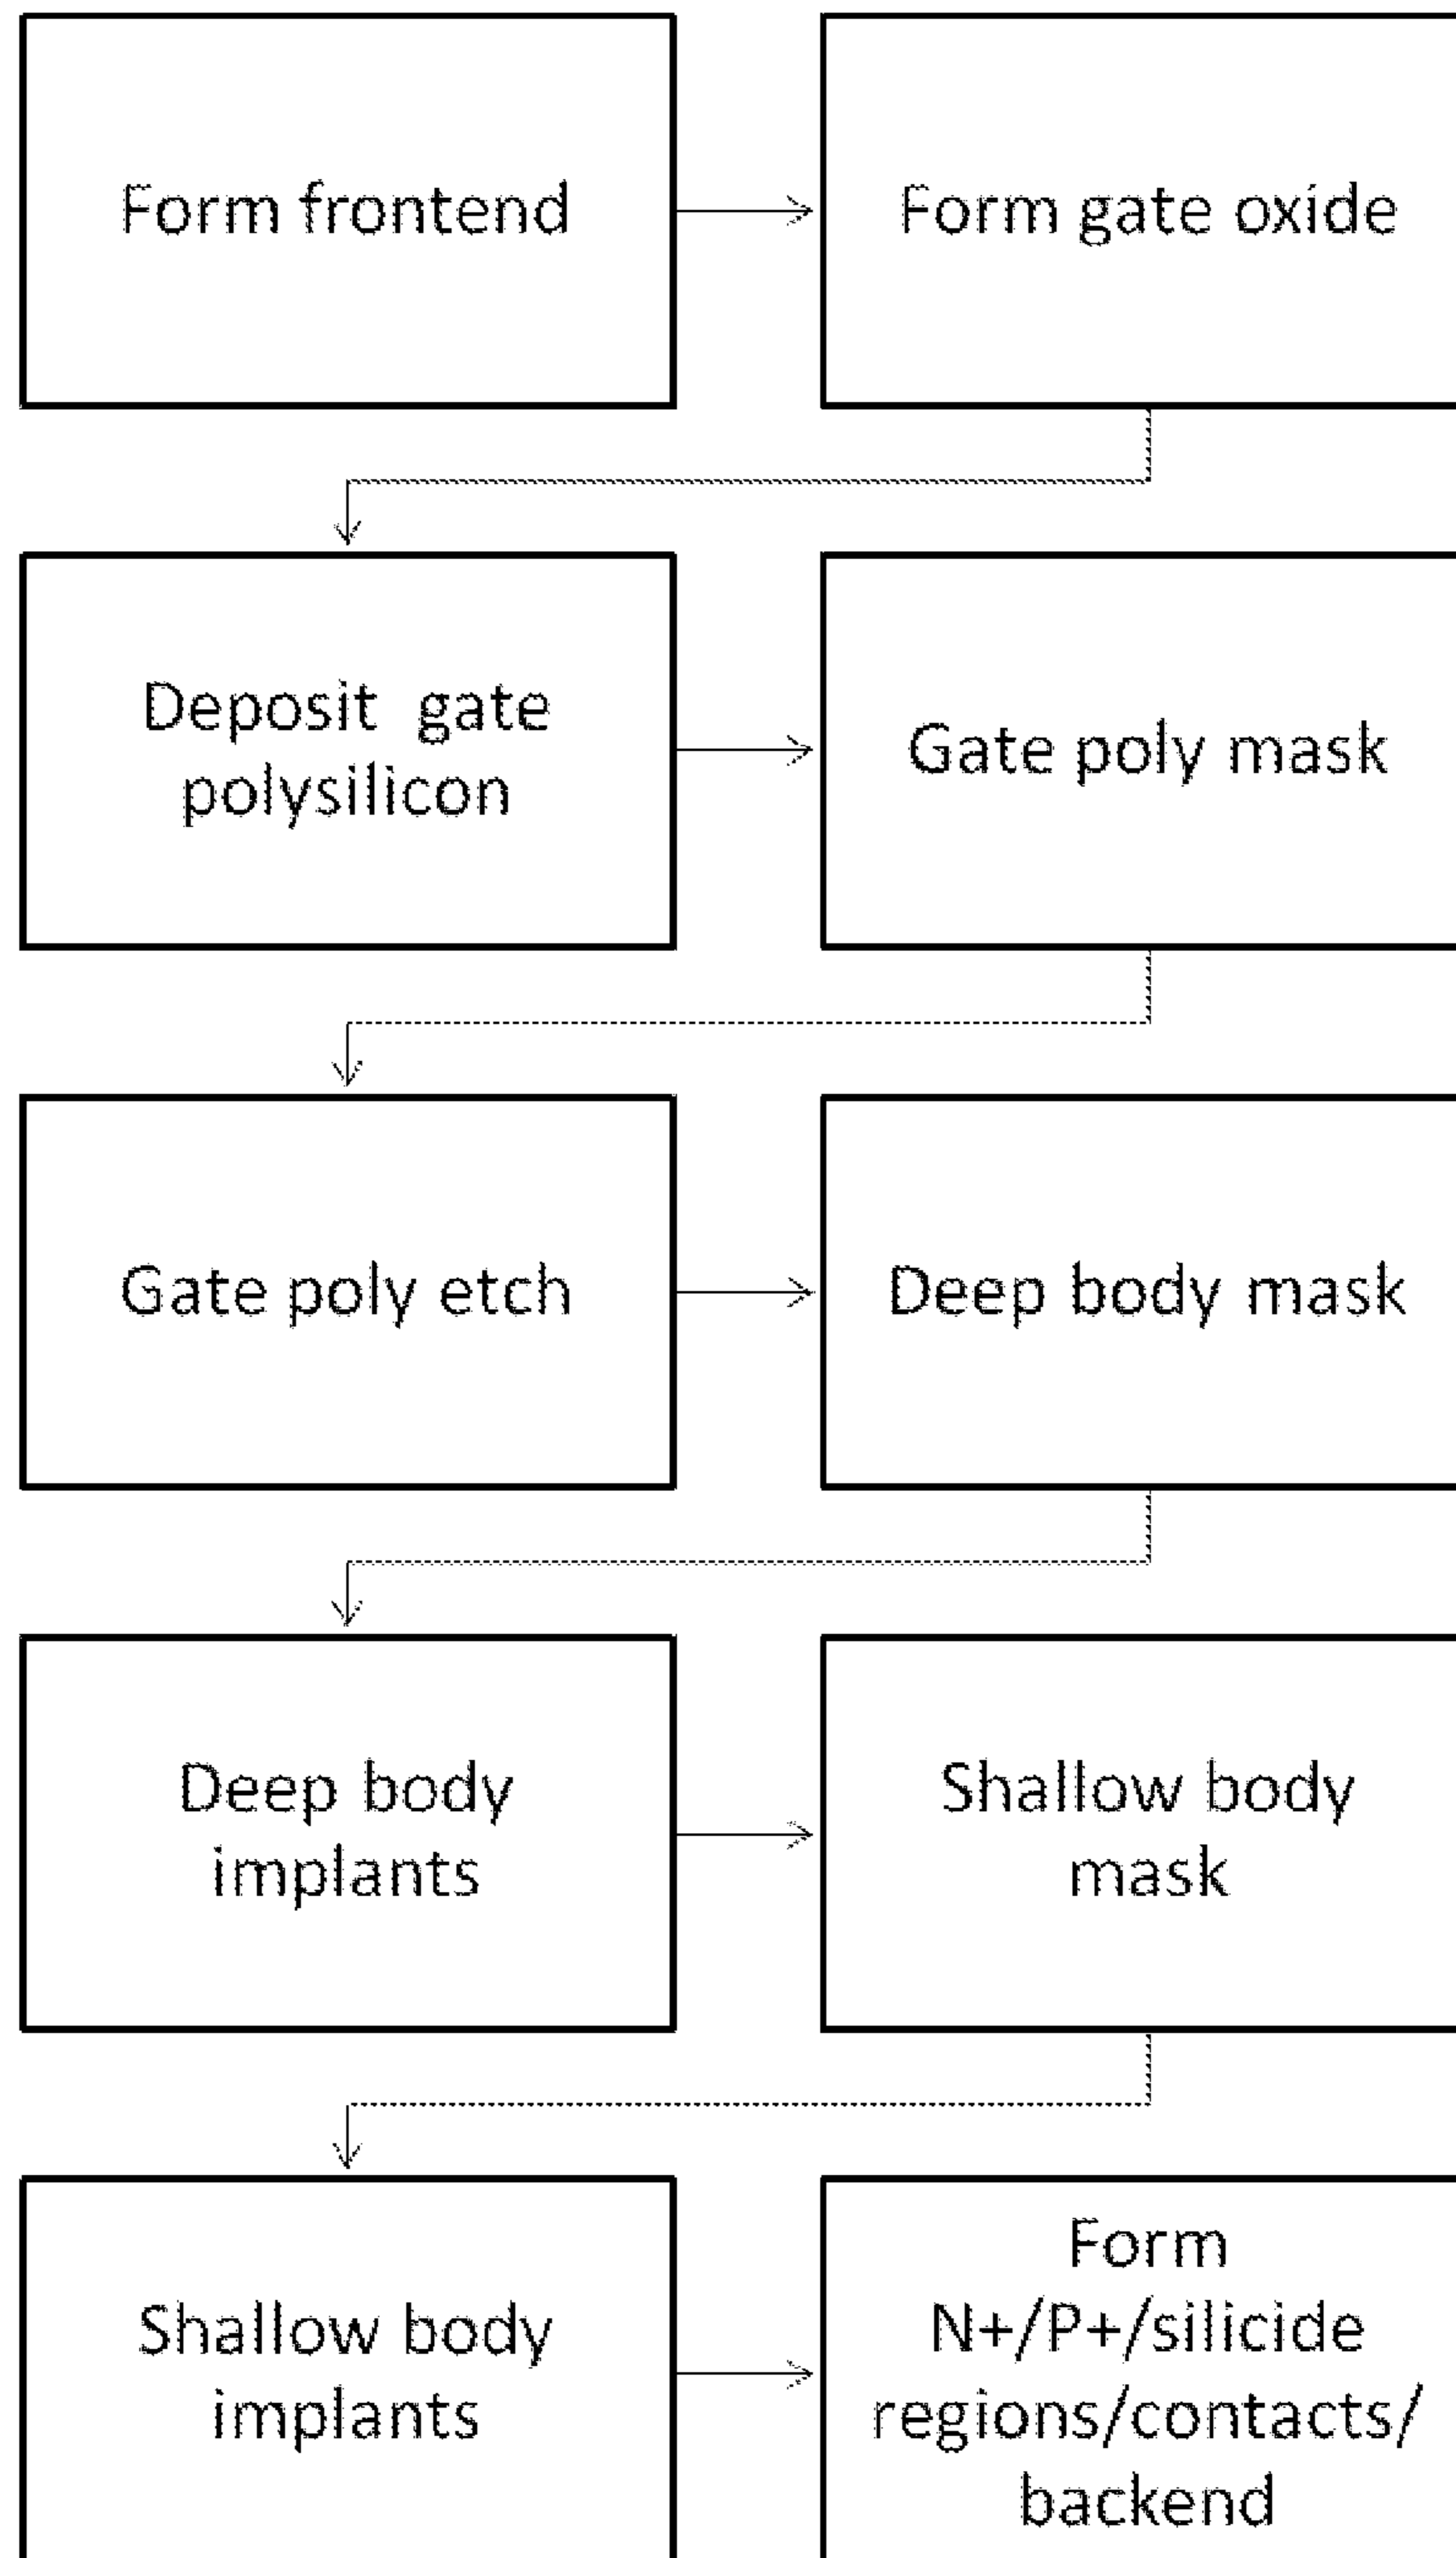 Form frontend
Form gate oxide
Deposit gate
polysilicon
Gate poly mask
Gate poly etch
Deep body mask
Deep body
implants
Shallow body
mask
Shallow body
implants
Form
N+/P+/silicide
regions/contacts/
backend